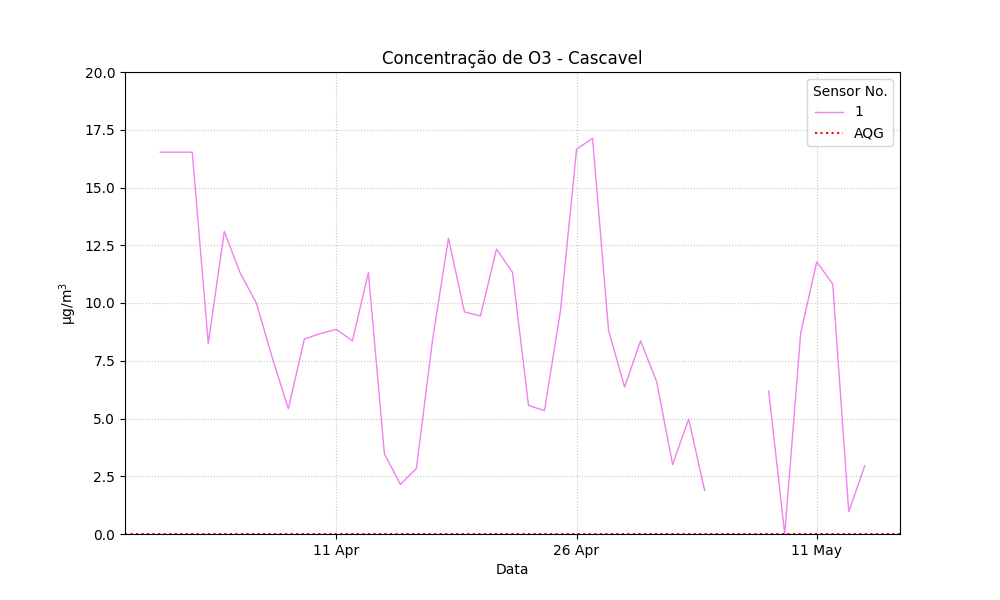 Concentração de O3 - Cascavel
20.0
17.5
15.0
12.5
10.0
7.5
5.0
2.5
0.0
µg/m³
Sensor No.
1
AQG
11 Apr
26 Apr
11 May
Data